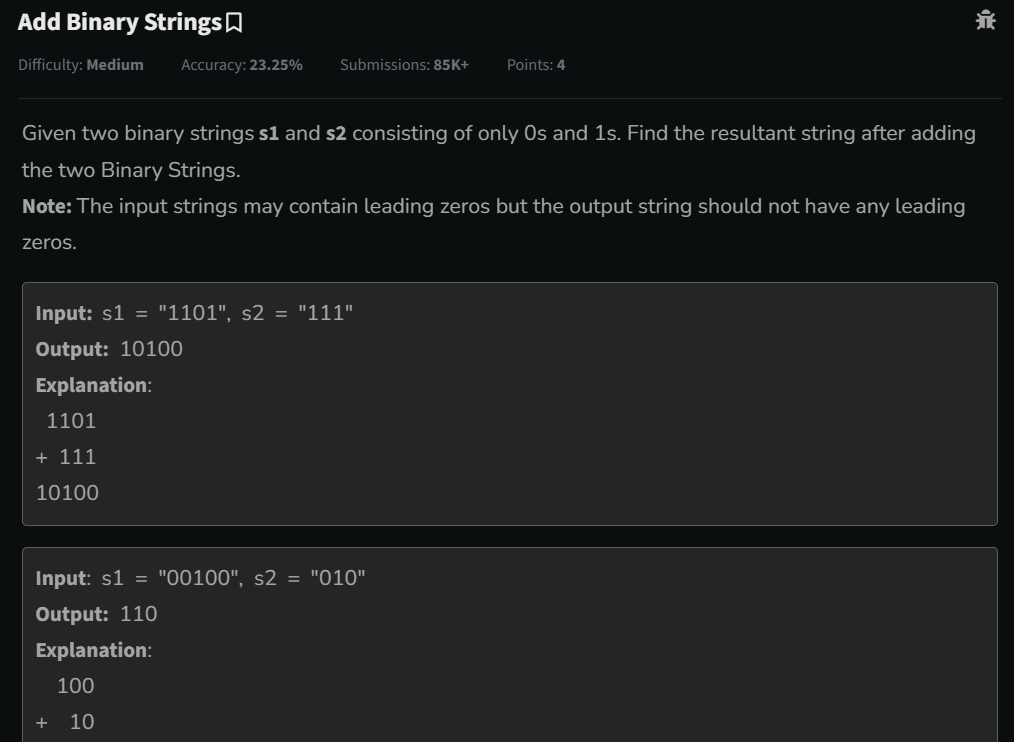 Add Binary Strings
Difficulty: Medium Accuracy: 23.25% Submissions: 85K+ Points: 4
Given two binary strings s1 and s2 consisting of only 0s and 1s. Find the resultant string after adding
the two Binary Strings.
Note: The input strings may contain leading zeros but the output string should not have any leading
zeros.
Input: s1 = "1101", s2 = "111"
Output: 10100
Explanation:
1101
+ 111
10100
Input: s1 = "00100", s2 = "010"
Output: 110
Explanation:
100
+ 10